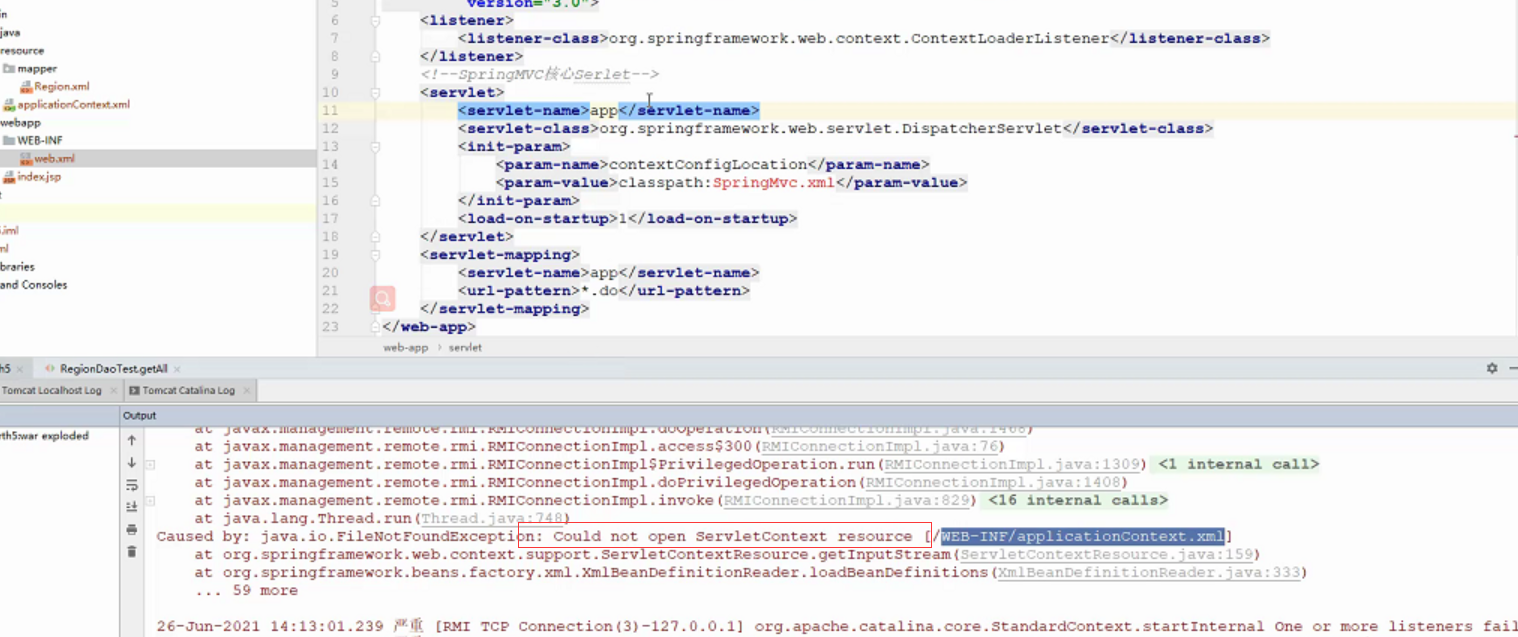 in
java
resource
mapper
Region.xml
applicationContext.xml
webapp
WEB-INF
web.xml
index.jsp
t
.iml
ml
braries
and Consoles
5 version="3.0">
6 <listener>
7 <listener-class>org.springframework.web.context.ContextLoaderListener</listener-class>
8 </listener>
9 <!--SpringMVC核心Serlet-->
10 <servlet>
11 <servlet-name>app</servlet-name>
12 <servlet-class>org.springframework.web.servlet.DispatcherServlet</servlet-class>
13 <init-param>
14 <param-name>contextConfigLocation</param-name>
15 <param-value>classpath:SpringMvc.xml</param-value>
16 </init-param>
17 <load-on-startup>1</load-on-startup>
18 </servlet>
19 <servlet-mapping>
20 <servlet-name>app</servlet-name>
21 <url-pattern>*.do</url-pattern>
22 </servlet-mapping>
23 </web-app>
web-app › servlet
h5 × RegionDaoTest.getAll ×
Tomcat Localhost Log × Tomcat Catalina Log ×
Output
rth5:war exploded
at javax.management.remote.rmi.RMIConnectionImpl.doOperation(RMIConnectionImpl.java:1468)
at javax.management.remote.rmi.RMIConnectionImpl.access$300(RMIConnectionImpl.java:76)
at javax.management.remote.rmi.RMIConnectionImpl$PrivilegedOperation.run(RMIConnectionImpl.java:1309) <1 internal call>
at javax.management.remote.rmi.RMIConnectionImpl.doPrivilegedOperation(RMIConnectionImpl.java:1408)
at javax.management.remote.rmi.RMIConnectionImpl.invoke(RMIConnectionImpl.java:829) <16 internal calls>
at java.lang.Thread.run(Thread.java:748)
Caused by: java.io.FileNotFoundException: Could not open ServletContext resource [/WEB-INF/applicationContext.xml]
at org.springframework.web.context.support.ServletContextResource.getInputStream(ServletContextResource.java:159)
at org.springframework.beans.factory.xml.XmlBeanDefinitionReader.loadBeanDefinitions(XmlBeanDefinitionReader.java:333)
... 59 more
26-Jun-2021 14:13:01.239 严重 [RMI TCP Connection(3)-127.0.0.1] org.apache.catalina.core.StandardContext.startInternal One or more listeners fail